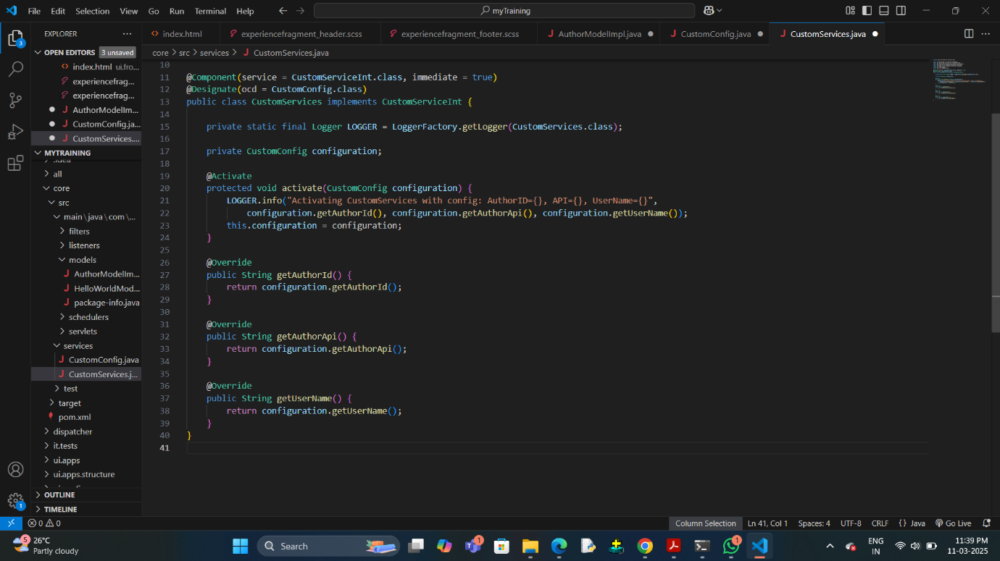 File Edit Selection View Go Run Terminal Help
myTraining
EXPLORER
index.html
experiencefragment_header.scss
experiencefragment_footer.scss
AuthorModelImpl.java
CustomConfig.java
CustomServices.java
OPEN EDITORS 3 unsaved
index.html ui.fro...
experiencefrag...
experiencefrag...
AuthorModelIm...
CustomConfig.ja...
CustomServices....
MYTRAINING
.idea
all
core
src
main\java\com\...
filters
listeners
models
AuthorModelIm...
HelloWorldMod...
package-info.java
schedulers
servlets
services
CustomConfig.java
CustomServices.j...
test
target
pom.xml
dispatcher
it.tests
ui.apps
ui.apps.structure
OUTLINE
TIMELINE
core > src > services > CustomServices.java
10
11 @Component(service = CustomServiceInt.class, immediate = true)
12 @Designate(ocd = CustomConfig.class)
13 public class CustomServices implements CustomServiceInt {
14
15 private static final Logger LOGGER = LoggerFactory.getLogger(CustomServices.class);
16
17 private CustomConfig configuration;
18
19 @Activate
20 protected void activate(CustomConfig configuration) {
21 LOGGER.info("Activating CustomServices with config: AuthorID={}, API={}, UserName={}",
22 configuration.getAuthorId(), configuration.getAuthorApi(), configuration.getUserName());
23 this.configuration = configuration;
24 }
25
26 @Override
27 public String getAuthorId() {
28 return configuration.getAuthorId();
29 }
30
31 @Override
32 public String getAuthorApi() {
33 return configuration.getAuthorApi();
34 }
35
36 @Override
37 public String getUserName() {
38 return configuration.getUserName();
39 }
40 }
41
3
1
0 0
Column Selection Ln 41, Col 1 Spaces: 4 UTF-8 CRLF {} Java Go Live
5
26°C
Partly cloudy
Search
1
1
ENG
IN
11:39 PM
11-03-2025